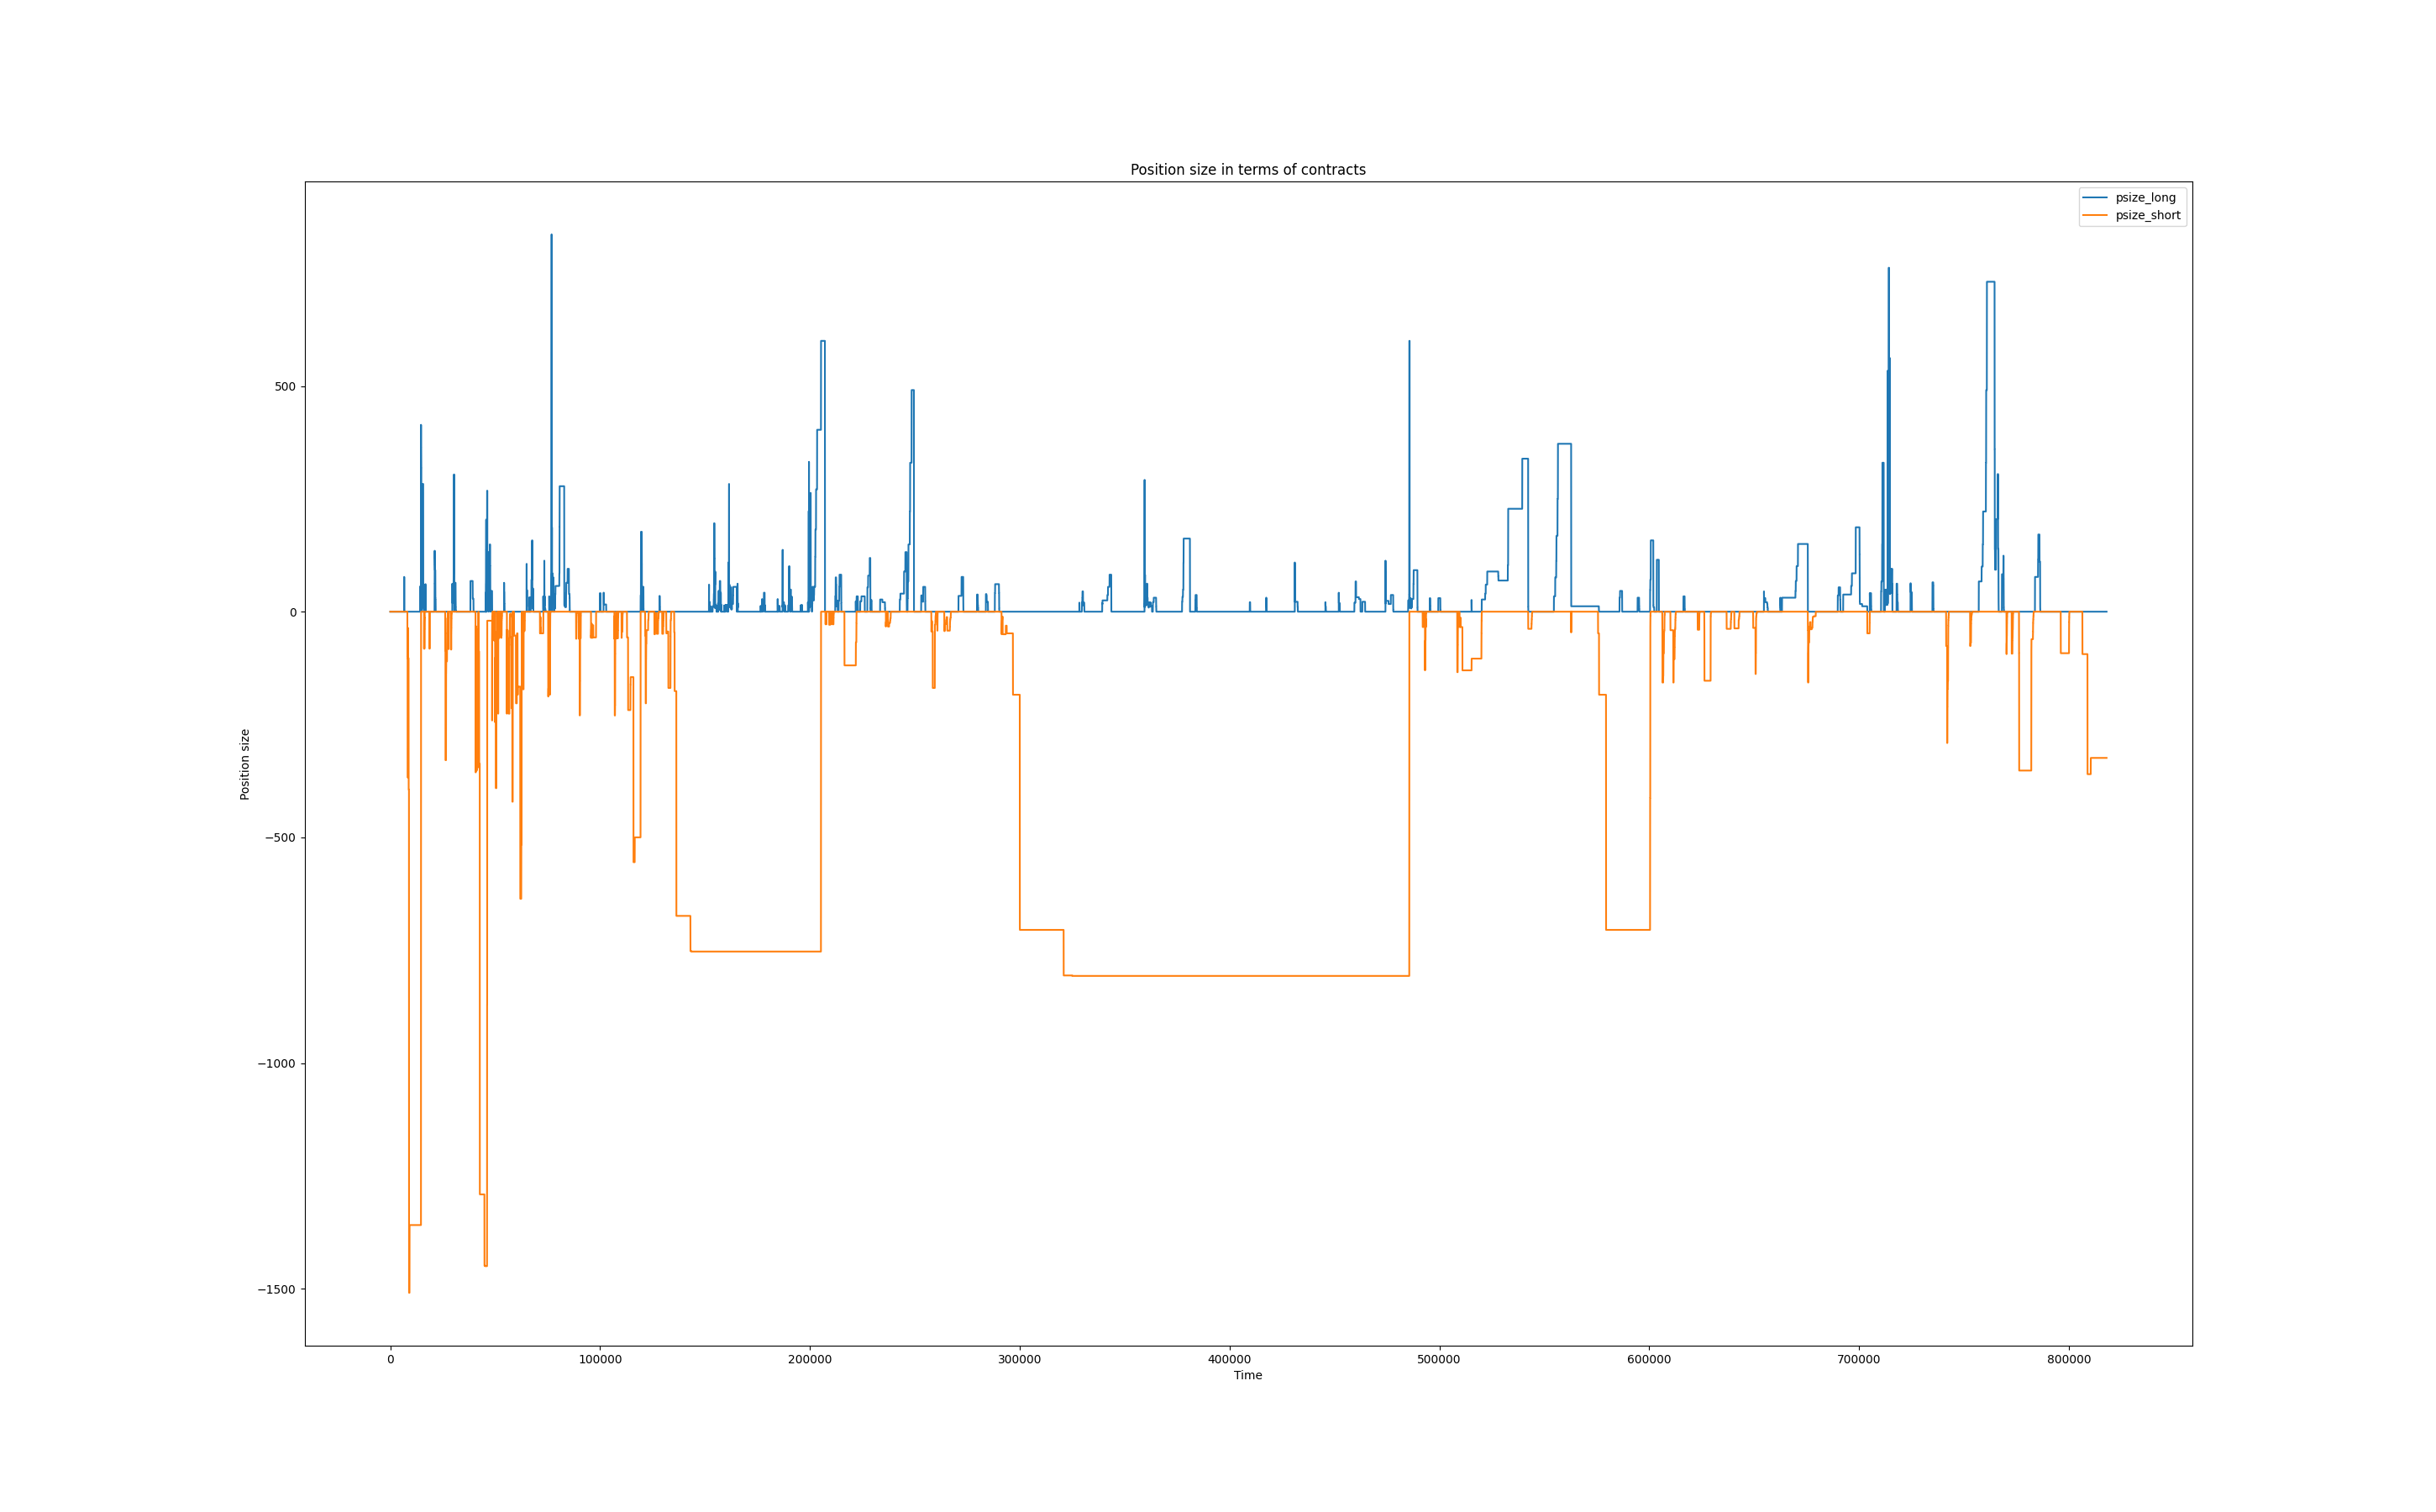 Position size in terms of contracts
psize_long
psize_short
500
0
−500
−1000
−1500
Position size
0 100000 200000 300000 400000 500000 600000 700000 800000
Time